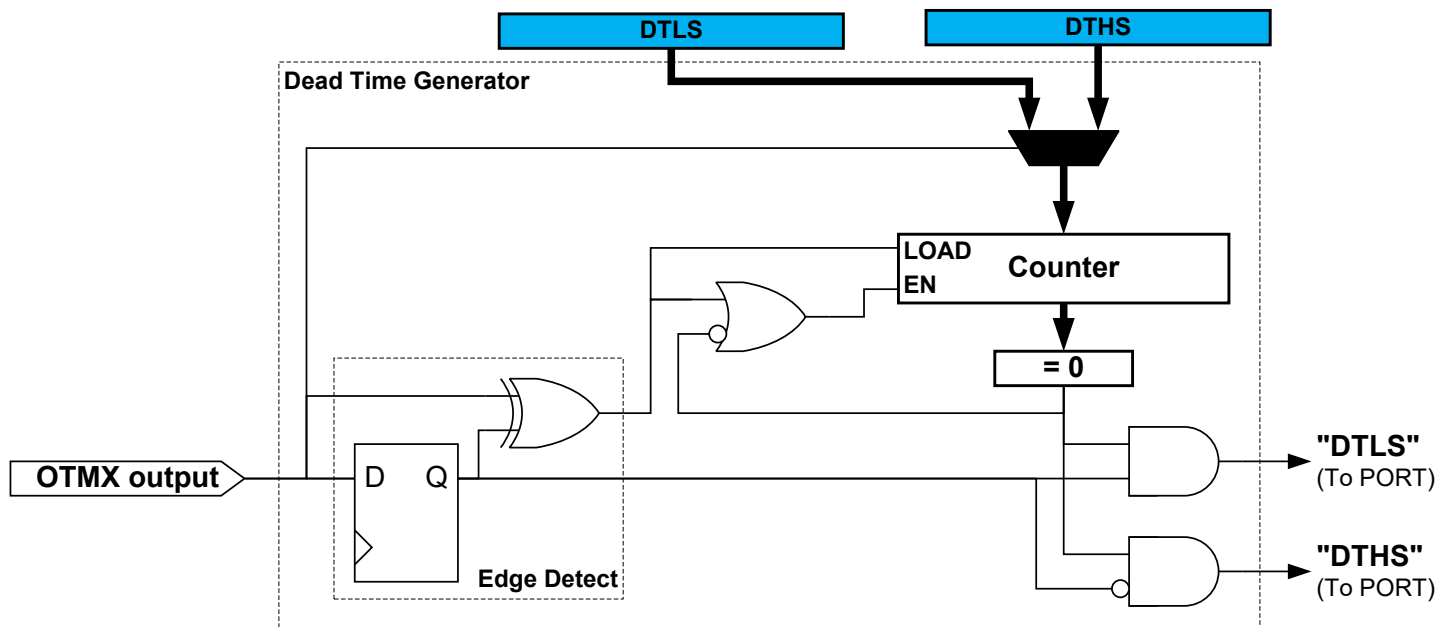 DTLS
DTHS
Dead Time Generator
LOAD
Counter
EN
= 0
OTMX output
D
Q
Edge Detect
"DTLS"
(To PORT)
"DTHS"
(To PORT)